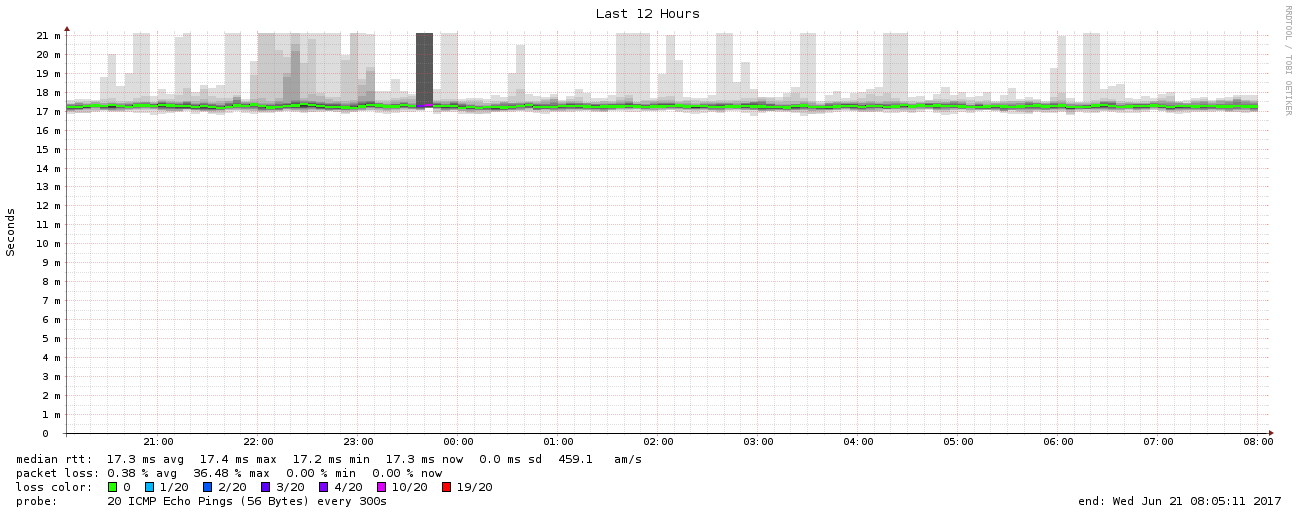 Last 12 Hours
RRDTOOL / TOBI OETIKER
Seconds
21 m
20 m
19 m
18 m
17 m
16 m
15 m
14 m
13 m
12 m
11 m
10 m
9 m
8 m
7 m
6 m
5 m
4 m
3 m
2 m
1 m
0
21:00 22:00 23:00 00:00 01:00 02:00 03:00 04:00 05:00 06:00 07:00 08:00
median rtt: 17.3 ms avg 17.4 ms max 17.2 ms min 17.3 ms now 0.0 ms sd 459.1 am/s
packet loss: 0.38 % avg 36.48 % max 0.00 % min 0.00 % now
loss color: 0 1/20 2/20 3/20 4/20 10/20 19/20
probe: 20 ICMP Echo Pings (56 Bytes) every 300s end: Wed Jun 21 08:05:11 2017